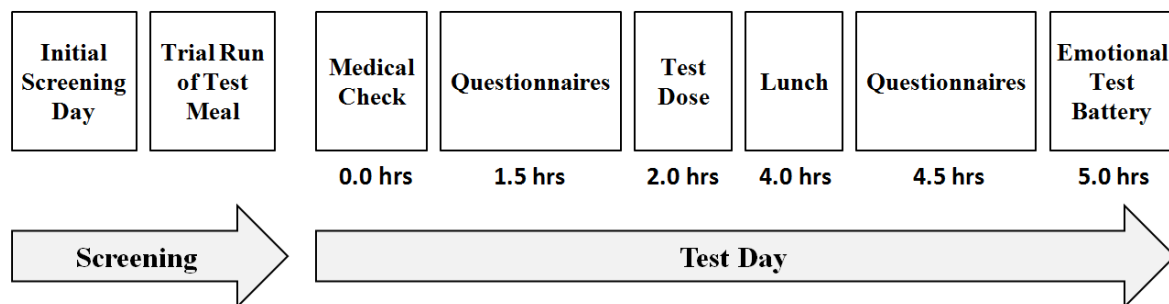 Initial
Screening
Day
Trial Run
of Test
Meal
Medical
Check
Questionnaires
Test
Dose
Lunch
Questionnaires
Emotional
Test
Battery
0.0 hrs
1.5 hrs
2.0 hrs
4.0 hrs
4.5 hrs
5.0 hrs
Screening
Test Day